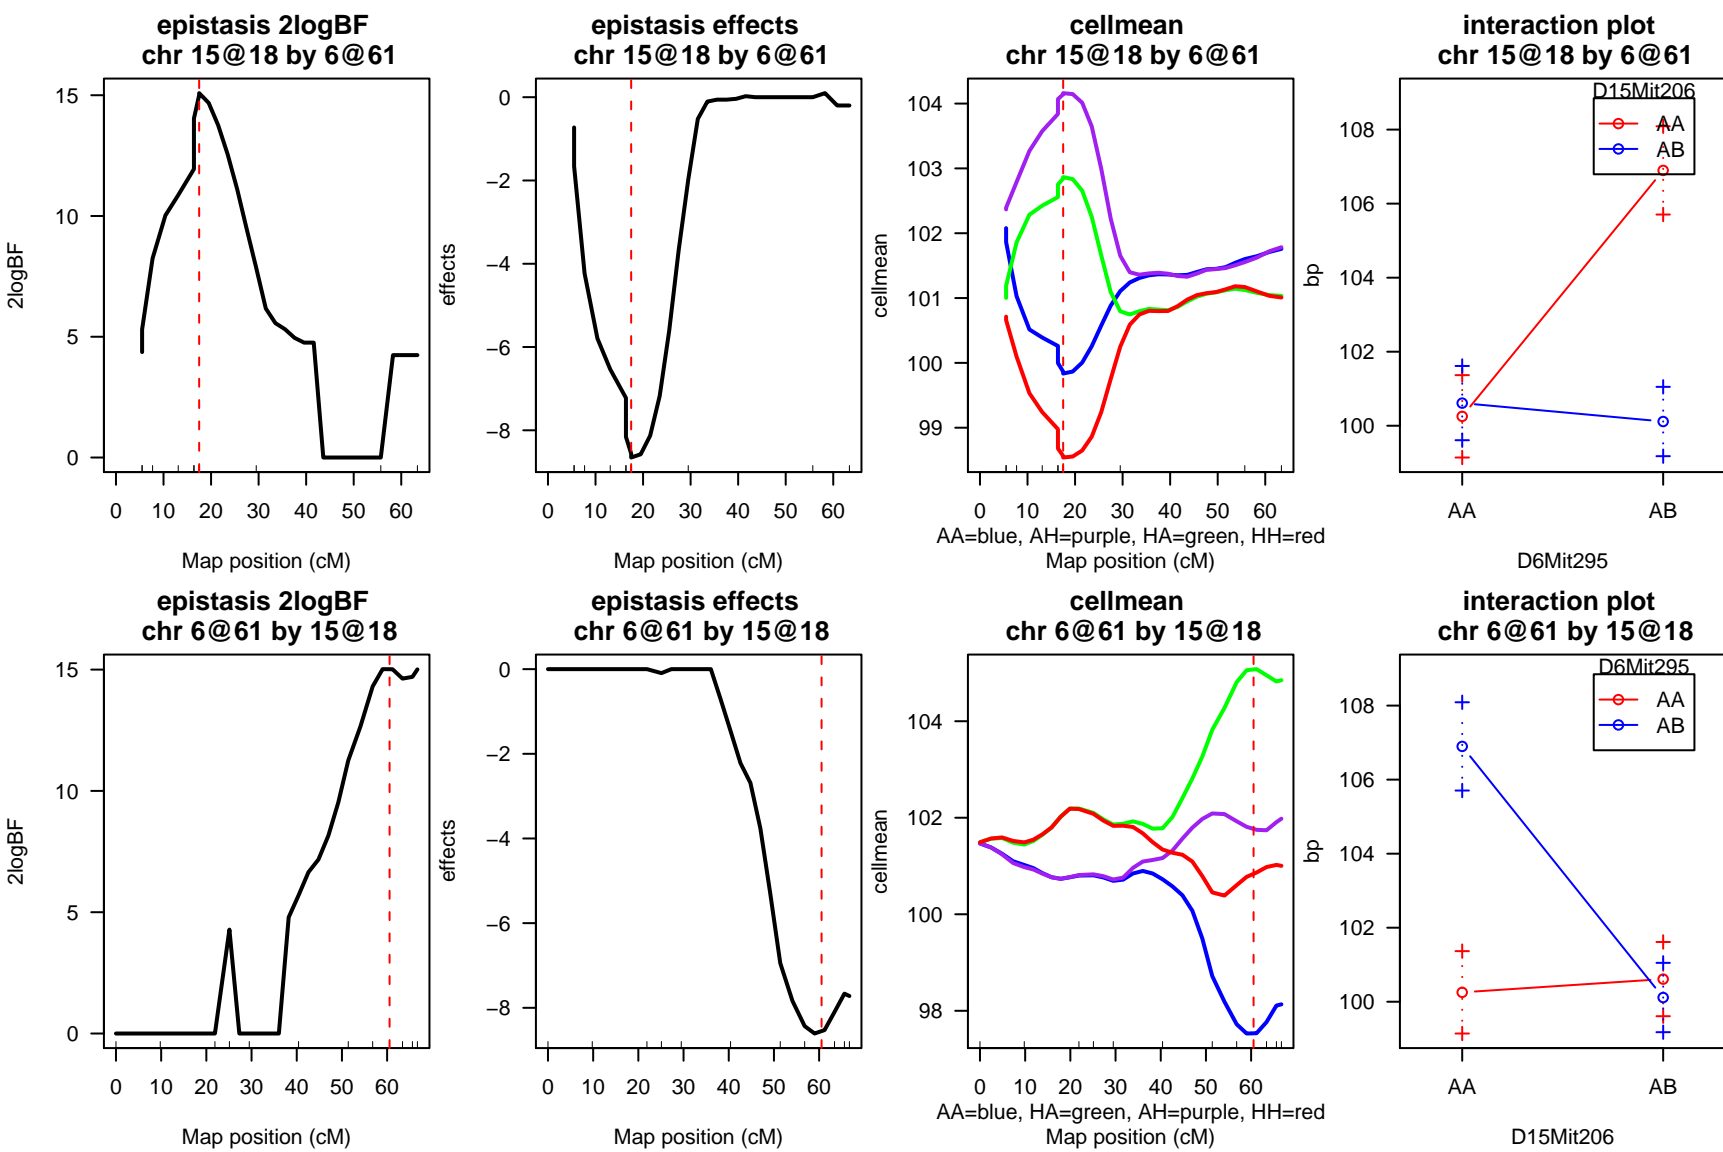 epistasis 2logBF
chr 15@18 by 6@61
2logBF
15
10
5
0
0 10 20 30 40 50 60
Map position (cM)
epistasis effects
chr 15@18 by 6@61
effects
0
−2
−4
−6
−8
0 10 20 30 40 50 60
Map position (cM)
cellmean
chr 15@18 by 6@61
cellmean
104
103
102
101
100
99
0 10 20 30 40 50 60
AA=blue, AH=purple, HA=green, HH=red
Map position (cM)
interaction plot
chr 15@18 by 6@61
bp
108
106
104
102
100
D15Mit206
AA
AB
AA AB
D6Mit295
epistasis 2logBF
chr 6@61 by 15@18
2logBF
15
10
5
0
0 10 20 30 40 50 60
Map position (cM)
epistasis effects
chr 6@61 by 15@18
effects
0
−2
−4
−6
−8
0 10 20 30 40 50 60
Map position (cM)
cellmean
chr 6@61 by 15@18
cellmean
104
102
100
98
0 10 20 30 40 50 60
AA=blue, HA=green, AH=purple, HH=red
Map position (cM)
interaction plot
chr 6@61 by 15@18
bp
108
106
104
102
100
D6Mit295
AA
AB
AA AB
D15Mit206